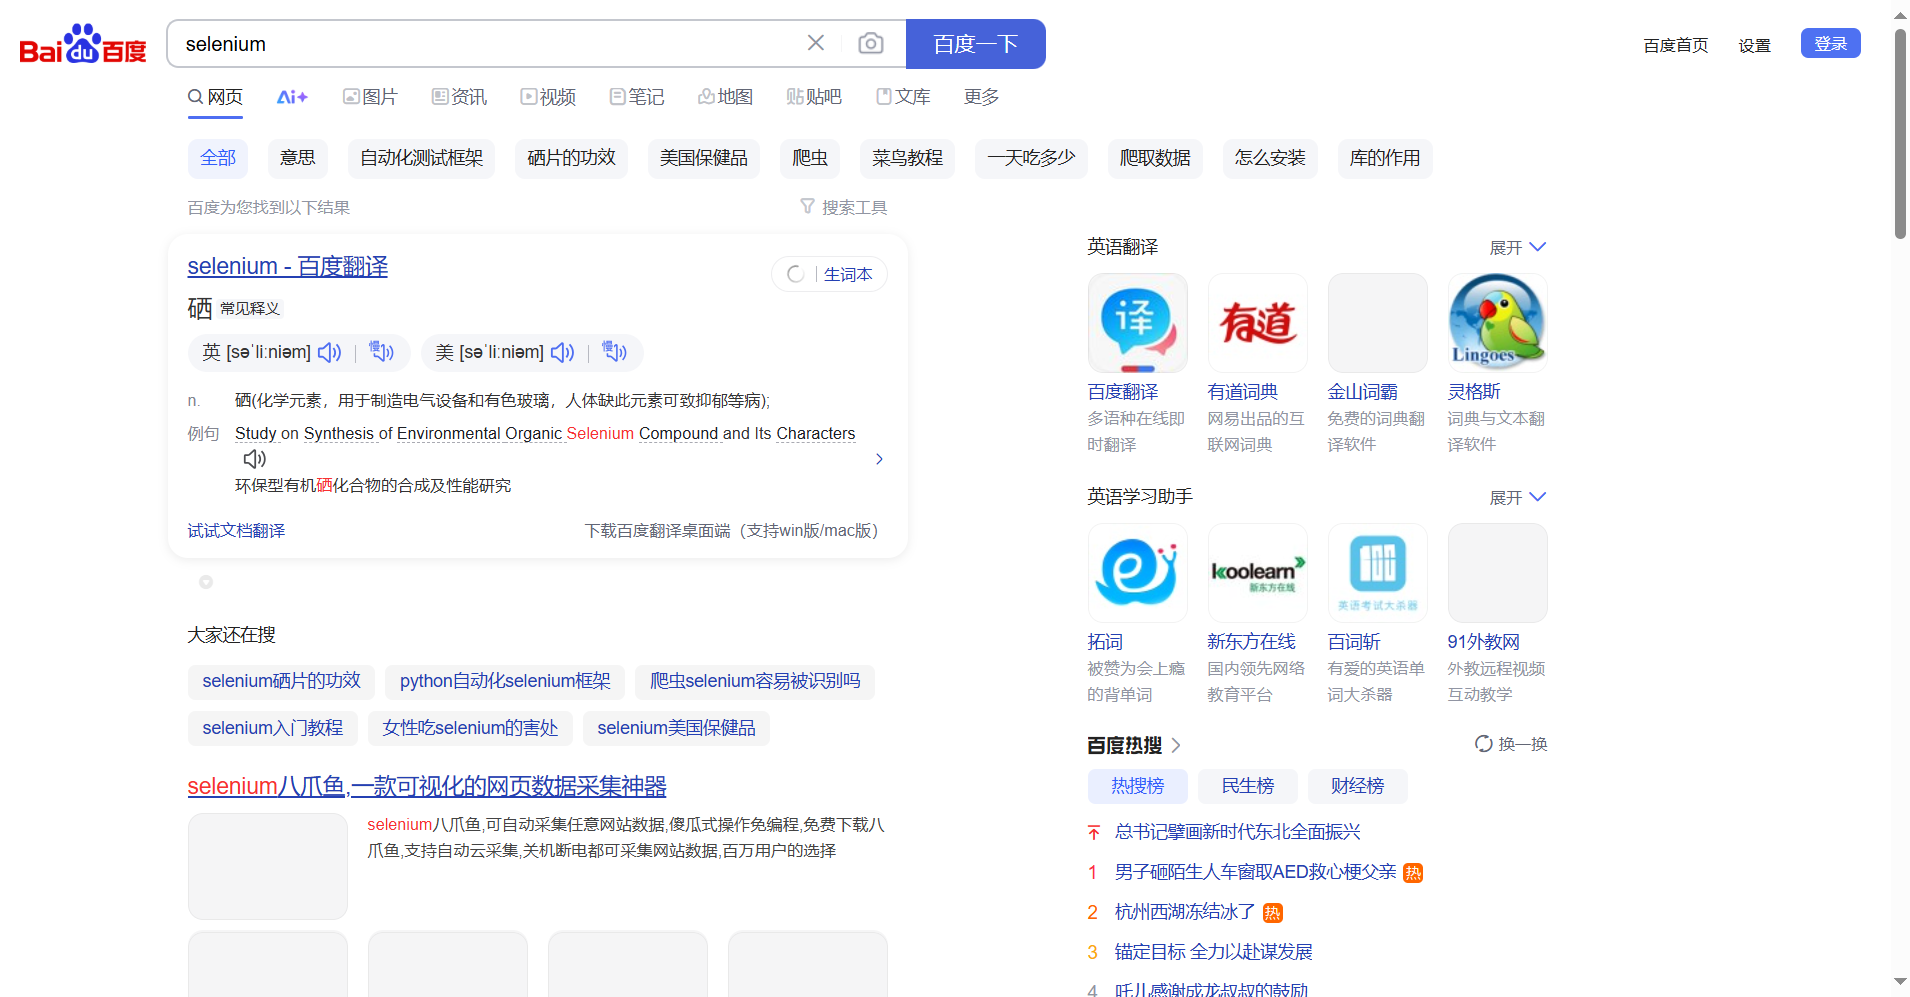 Bai du 百度
selenium
百度一下
百度首页
设置
登录
网页
Ai+
图片
资讯
视频
笔记
地图
贴吧
文库
更多
全部
意思
自动化测试框架
硒片的功效
美国保健品
爬虫
菜鸟教程
一天吃多少
爬取数据
怎么安装
库的作用
百度为您找到以下结果
搜索工具
selenium - 百度翻译
生词本
硒 常见释义
英 [səˈliːniəm] 慢
美 [səˈliːniəm] 慢
n. 硒(化学元素，用于制造电气设备和有色玻璃，人体缺此元素可致抑郁等病);
例句 Study on Synthesis of Environmental Organic Selenium Compound and Its Characters
环保型有机硒化合物的合成及性能研究
试试文档翻译
下载百度翻译桌面端（支持win版/mac版）
大家还在搜
selenium硒片的功效
python自动化selenium框架
爬虫selenium容易被识别吗
selenium入门教程
女性吃selenium的害处
selenium美国保健品
selenium八爪鱼,一款可视化的网页数据采集神器
selenium八爪鱼,可自动采集任意网站数据,傻瓜式操作免编程,免费下载八
爪鱼,支持自动云采集,关机断电都可采集网站数据,百万用户的选择
英语翻译
展开
译
有道
Lingoes
百度翻译
有道词典
金山词霸
灵格斯
多语种在线即
时翻译
网易出品的互
联网词典
免费的词典翻
译软件
词典与文本翻
译软件
英语学习助手
展开
koolearn
新东方在线
英语考试大杀器
拓词
新东方在线
百词斩
91外教网
被赞为会上瘾
的背单词
国内领先网络
教育平台
有爱的英语单
词大杀器
外教远程视频
互动教学
百度热搜
换一换
热搜榜
民生榜
财经榜
总书记擘画新时代东北全面振兴
1 男子砸陌生人车窗取AED救心梗父亲 热
2 杭州西湖冻结冰了 热
3 锚定目标 全力以赴谋发展
4 吒儿感谢成龙叔叔的鼓励